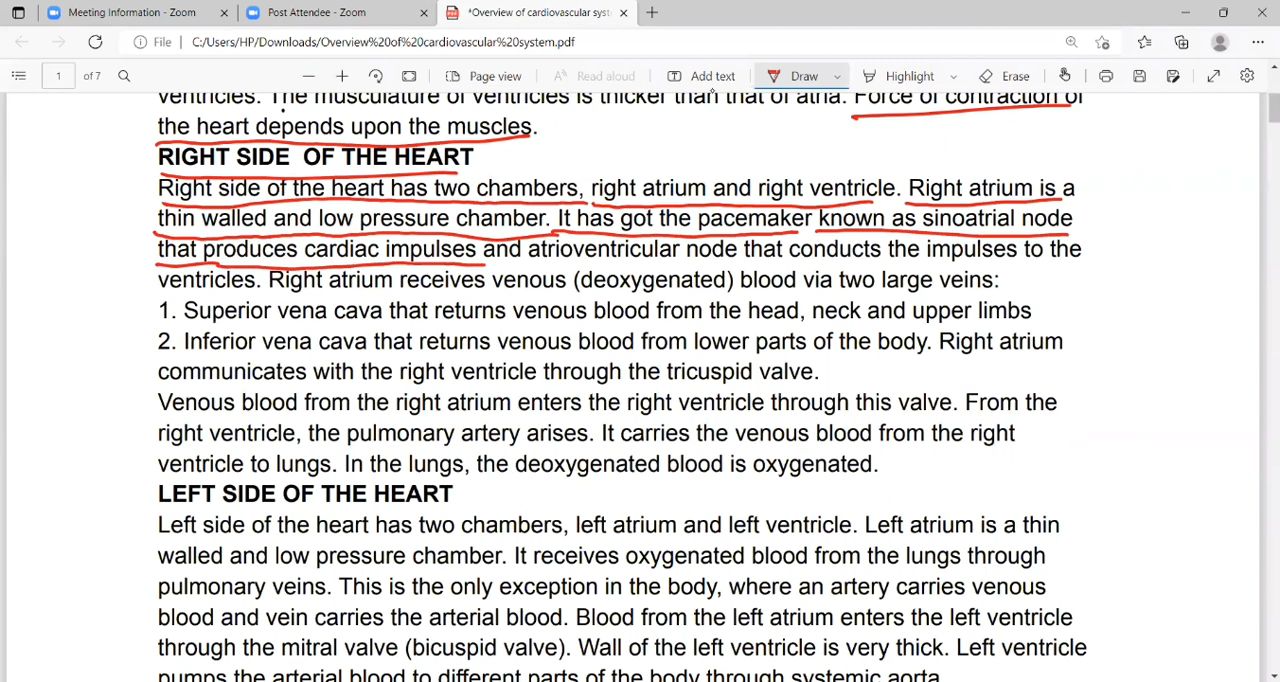 Meeting Information - Zoom
Post Attendee - Zoom
*Overview of cardiovascular syst
File
C:/Users/HP/Downloads/Overview%20of%20cardiovascular%20system.pdf
1 of 7
Page view
Read aloud
Add text
Draw
Highlight
Erase
ventricles. The musculature of ventricles is thicker than that of atria. Force of contraction of
the heart depends upon the muscles.
RIGHT SIDE OF THE HEART
Right side of the heart has two chambers, right atrium and right ventricle. Right atrium is a
thin walled and low pressure chamber. It has got the pacemaker known as sinoatrial node
that produces cardiac impulses and atrioventricular node that conducts the impulses to the
ventricles. Right atrium receives venous (deoxygenated) blood via two large veins:
1. Superior vena cava that returns venous blood from the head, neck and upper limbs
2. Inferior vena cava that returns venous blood from lower parts of the body. Right atrium
communicates with the right ventricle through the tricuspid valve.
Venous blood from the right atrium enters the right ventricle through this valve. From the
right ventricle, the pulmonary artery arises. It carries the venous blood from the right
ventricle to lungs. In the lungs, the deoxygenated blood is oxygenated.
LEFT SIDE OF THE HEART
Left side of the heart has two chambers, left atrium and left ventricle. Left atrium is a thin
walled and low pressure chamber. It receives oxygenated blood from the lungs through
pulmonary veins. This is the only exception in the body, where an artery carries venous
blood and vein carries the arterial blood. Blood from the left atrium enters the left ventricle
through the mitral valve (bicuspid valve). Wall of the left ventricle is very thick. Left ventricle
pumps the arterial blood to different parts of the body through systemic aorta.